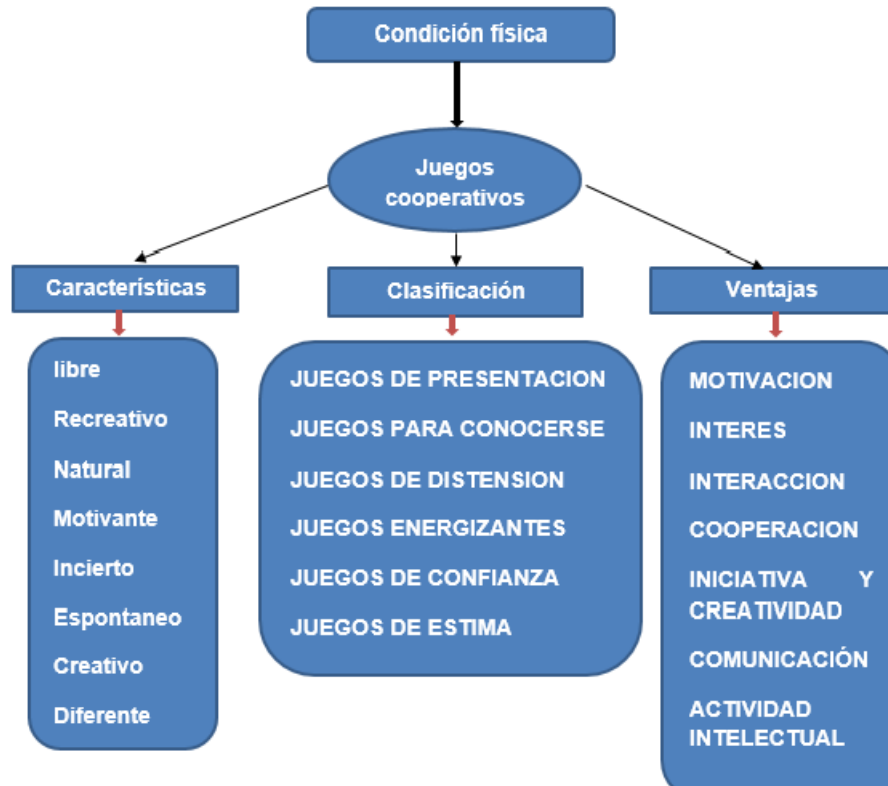 Condición física
Juegos
cooperativos
Características
libre
Recreativo
Natural
Motivante
Incierto
Espontaneo
Creativo
Diferente
Clasificación
JUEGOS DE PRESENTACION
JUEGOS PARA CONOCERSE
JUEGOS DE DISTENSION
JUEGOS ENERGIZANTES
JUEGOS DE CONFIANZA
JUEGOS DE ESTIMA
Ventajas
MOTIVACION
INTERES
INTERACCION
COOPERACION
INICIATIVA Y
CREATIVIDAD
COMUNICACIÓN
ACTIVIDAD
INTELECTUAL